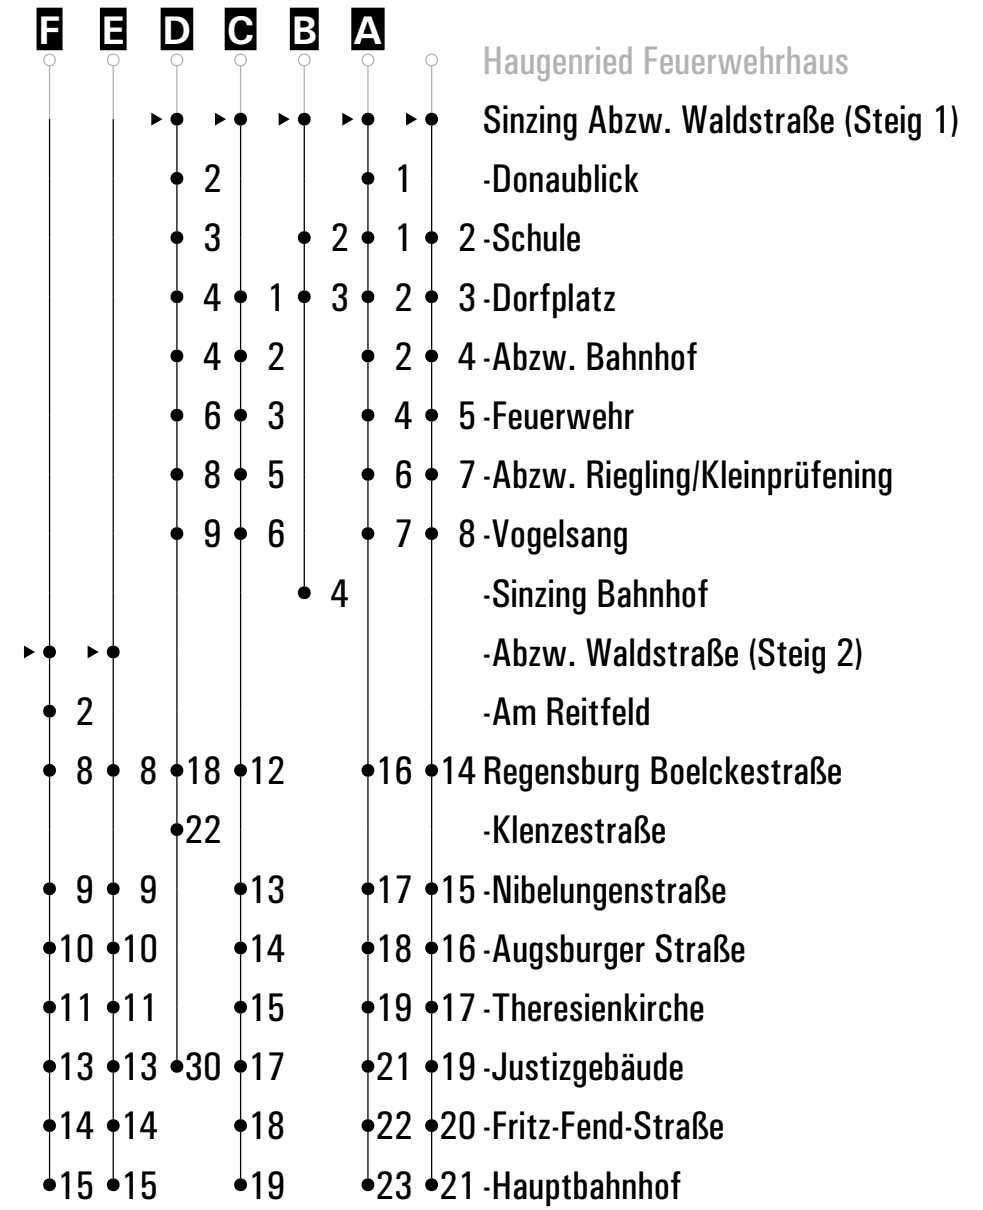 F E D C B A
Haugenried Feuerwehrhaus
Sinzing Abzw. Waldstraße (Steig 1)
2 1 -Donaublick
3 2 1 2 -Schule
4 1 3 2 3 -Dorfplatz
4 2 2 4 -Abzw. Bahnhof
6 3 4 5 -Feuerwehr
8 5 6 7 -Abzw. Riegling/Kleinprüfening
9 6 7 8 -Vogelsang
4 -Sinzing Bahnhof
-Abzw. Waldstraße (Steig 2)
2 -Am Reitfeld
8 8 18 12 16 14 Regensburg Boelckestraße
22 -Klenzestraße
9 9 13 17 15 -Nibelungenstraße
10 10 14 18 16 -Augsburger Straße
11 11 15 19 17 -Theresienkirche
13 13 30 17 21 19 -Justizgebäude
14 14 18 22 20 -Fritz-Fend-Straße
15 15 19 23 21 -Hauptbahnhof